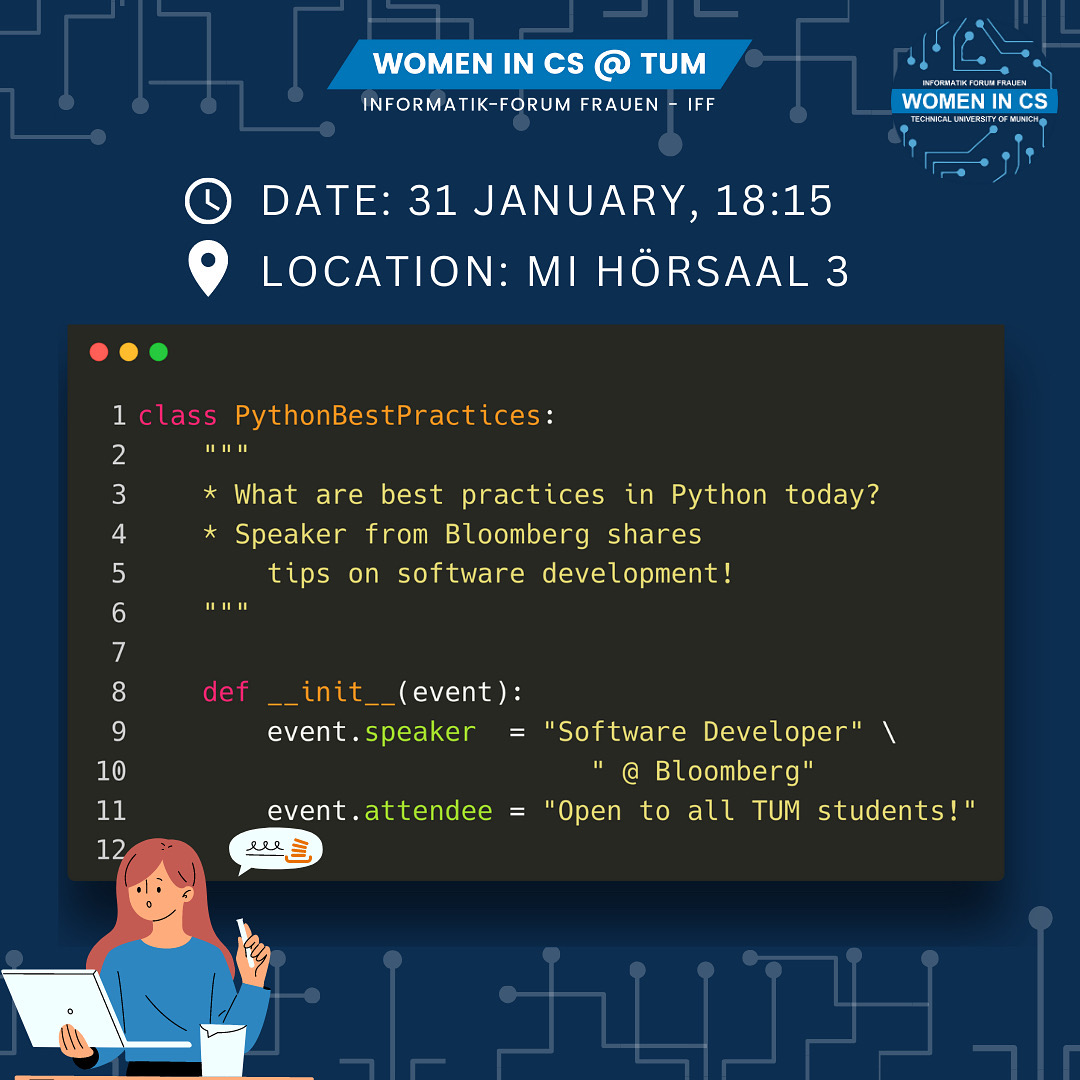 WOMEN IN CS @ TUM
INFORMATIK-FORUM FRAUEN - IFF
INFORMATIK FORUM FRAUEN
WOMEN IN CS
TECHNICAL UNIVERSITY OF MUNICH
DATE: 31 JANUARY, 18:15
LOCATION: MI HÖRSAAL 3
1 class PythonBestPractices:
2     """
3     * What are best practices in Python today?
4     * Speaker from Bloomberg shares
5         tips on software development!
6     """
7
8     def __init__(event):
9         event.speaker  = "Software Developer" \
10                             " @ Bloomberg"
11         event.attendee = "Open to all TUM students!"
12